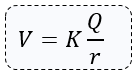 V = K Q/r